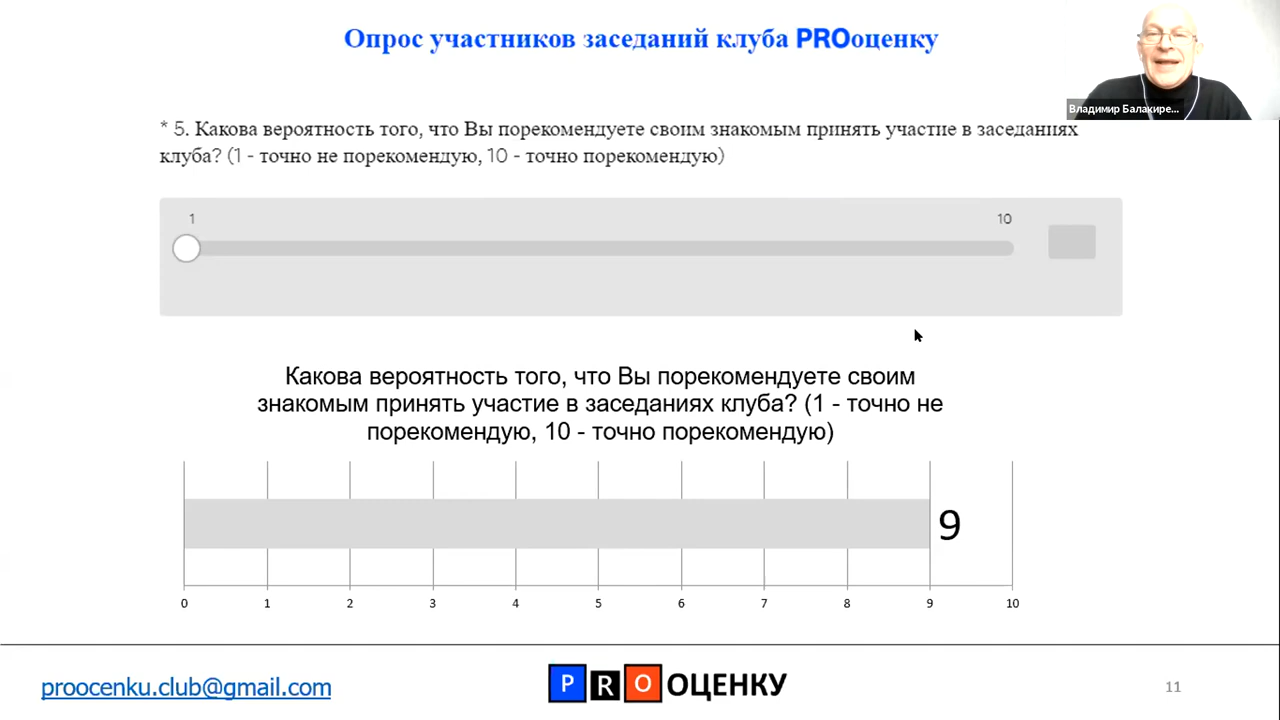 Опрос участников заседаний клуба PROоценку
Владимир Балакире...
* 5. Какова вероятность того, что Вы порекомендуете своим знакомым принять участие в заседаниях
клуба? (1 - точно не порекомендую, 10 - точно порекомендую)
1
10
Какова вероятность того, что Вы порекомендуете своим
знакомым принять участие в заседаниях клуба? (1 - точно не
порекомендую, 10 - точно порекомендую)
9
0 1 2 3 4 5 6 7 8 9 10
proocenku.club@gmail.com
PRO ОЦЕНКУ
11